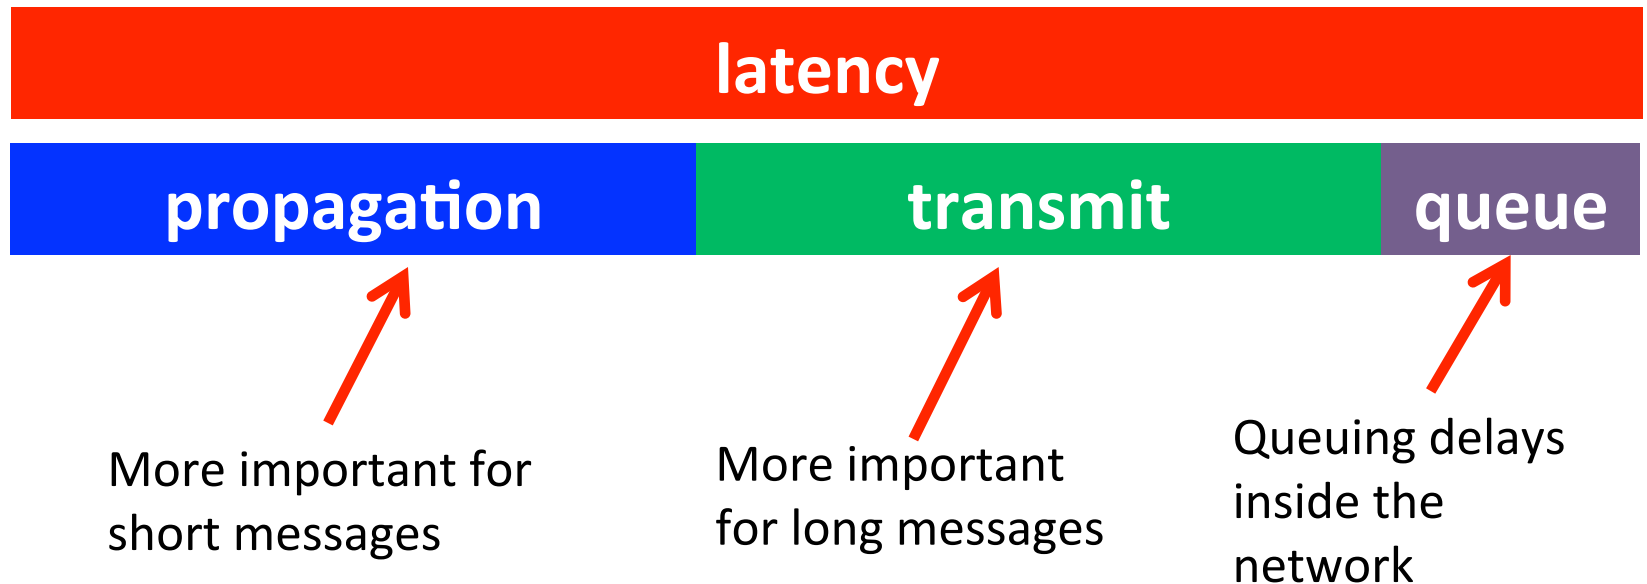 latency
propagation
transmit
queue
More important for
short messages
More important
for long messages
Queuing delays
inside the
network